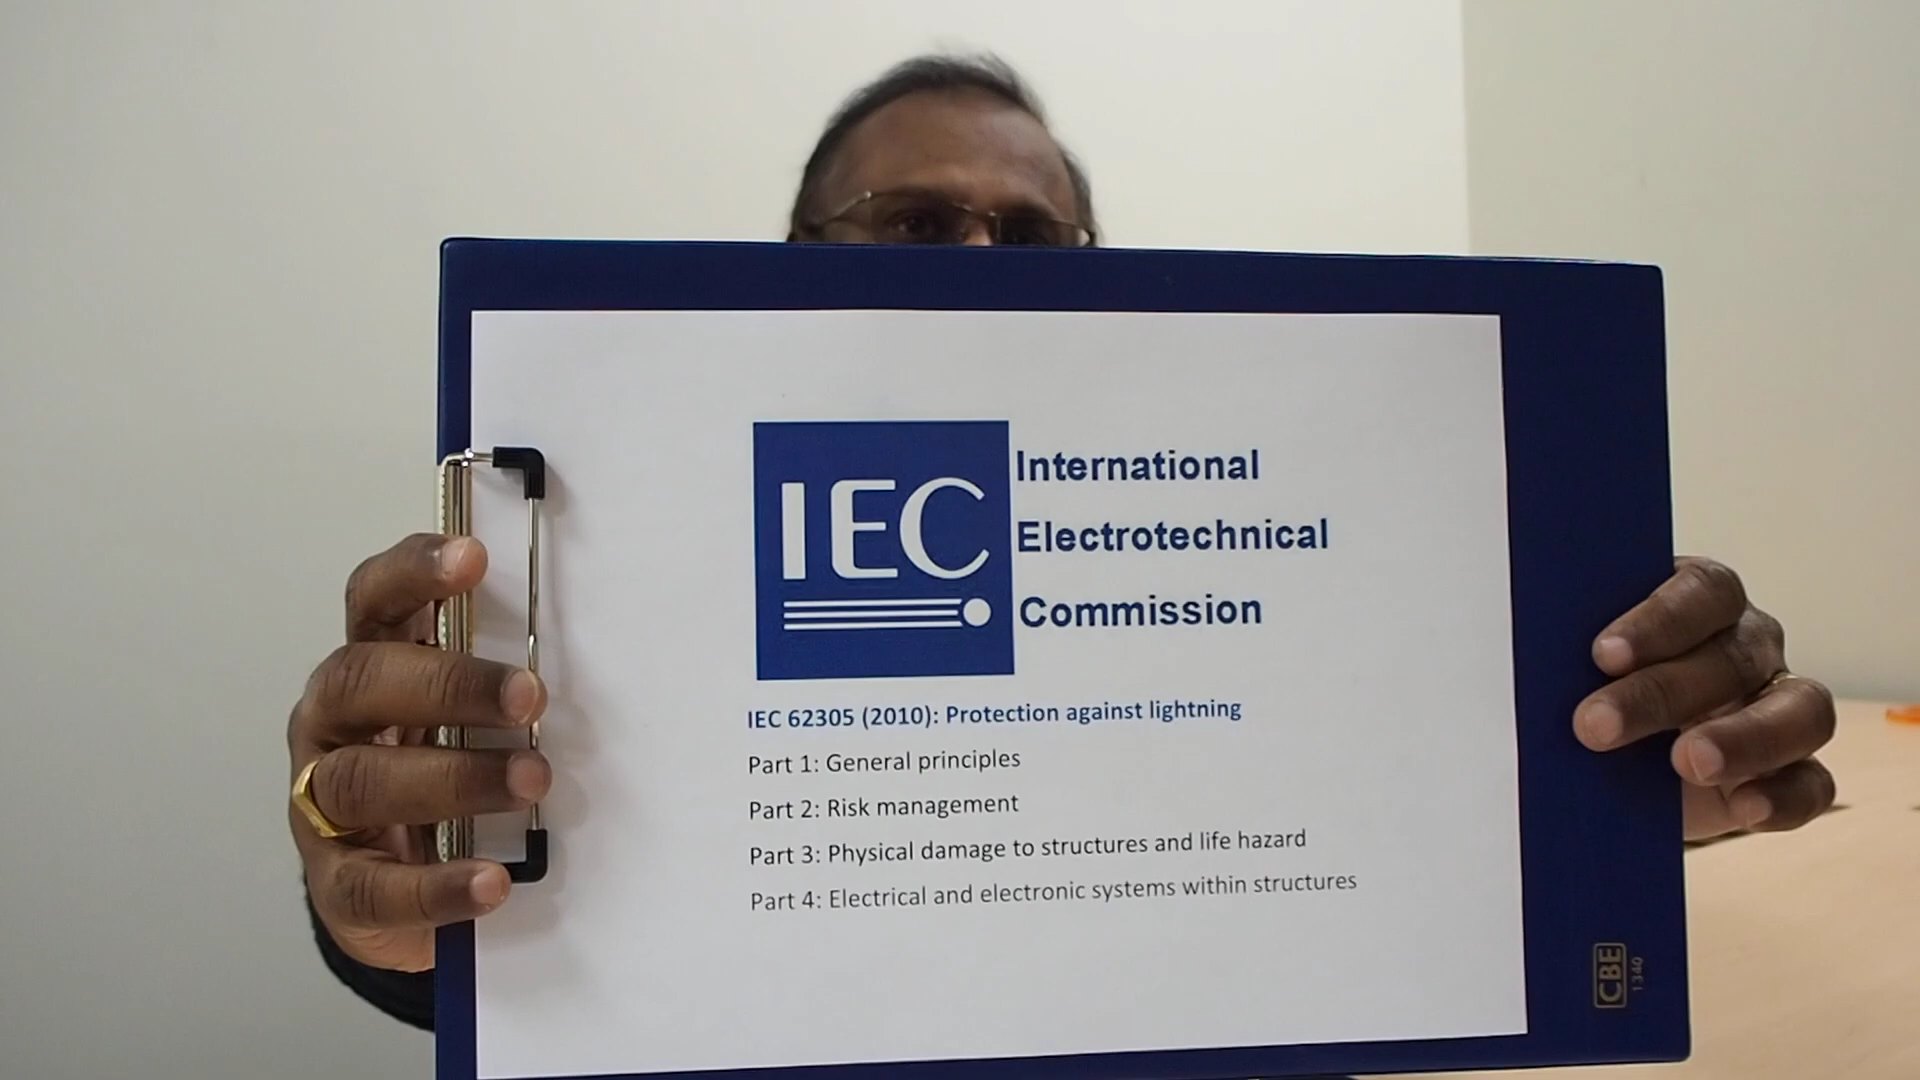 IEC
International
Electrotechnical
Commission
IEC 62305 (2010): Protection against lightning
Part 1: General principles
Part 2: Risk management
Part 3: Physical damage to structures and life hazard
Part 4: Electrical and electronic systems within structures
CBE
1340